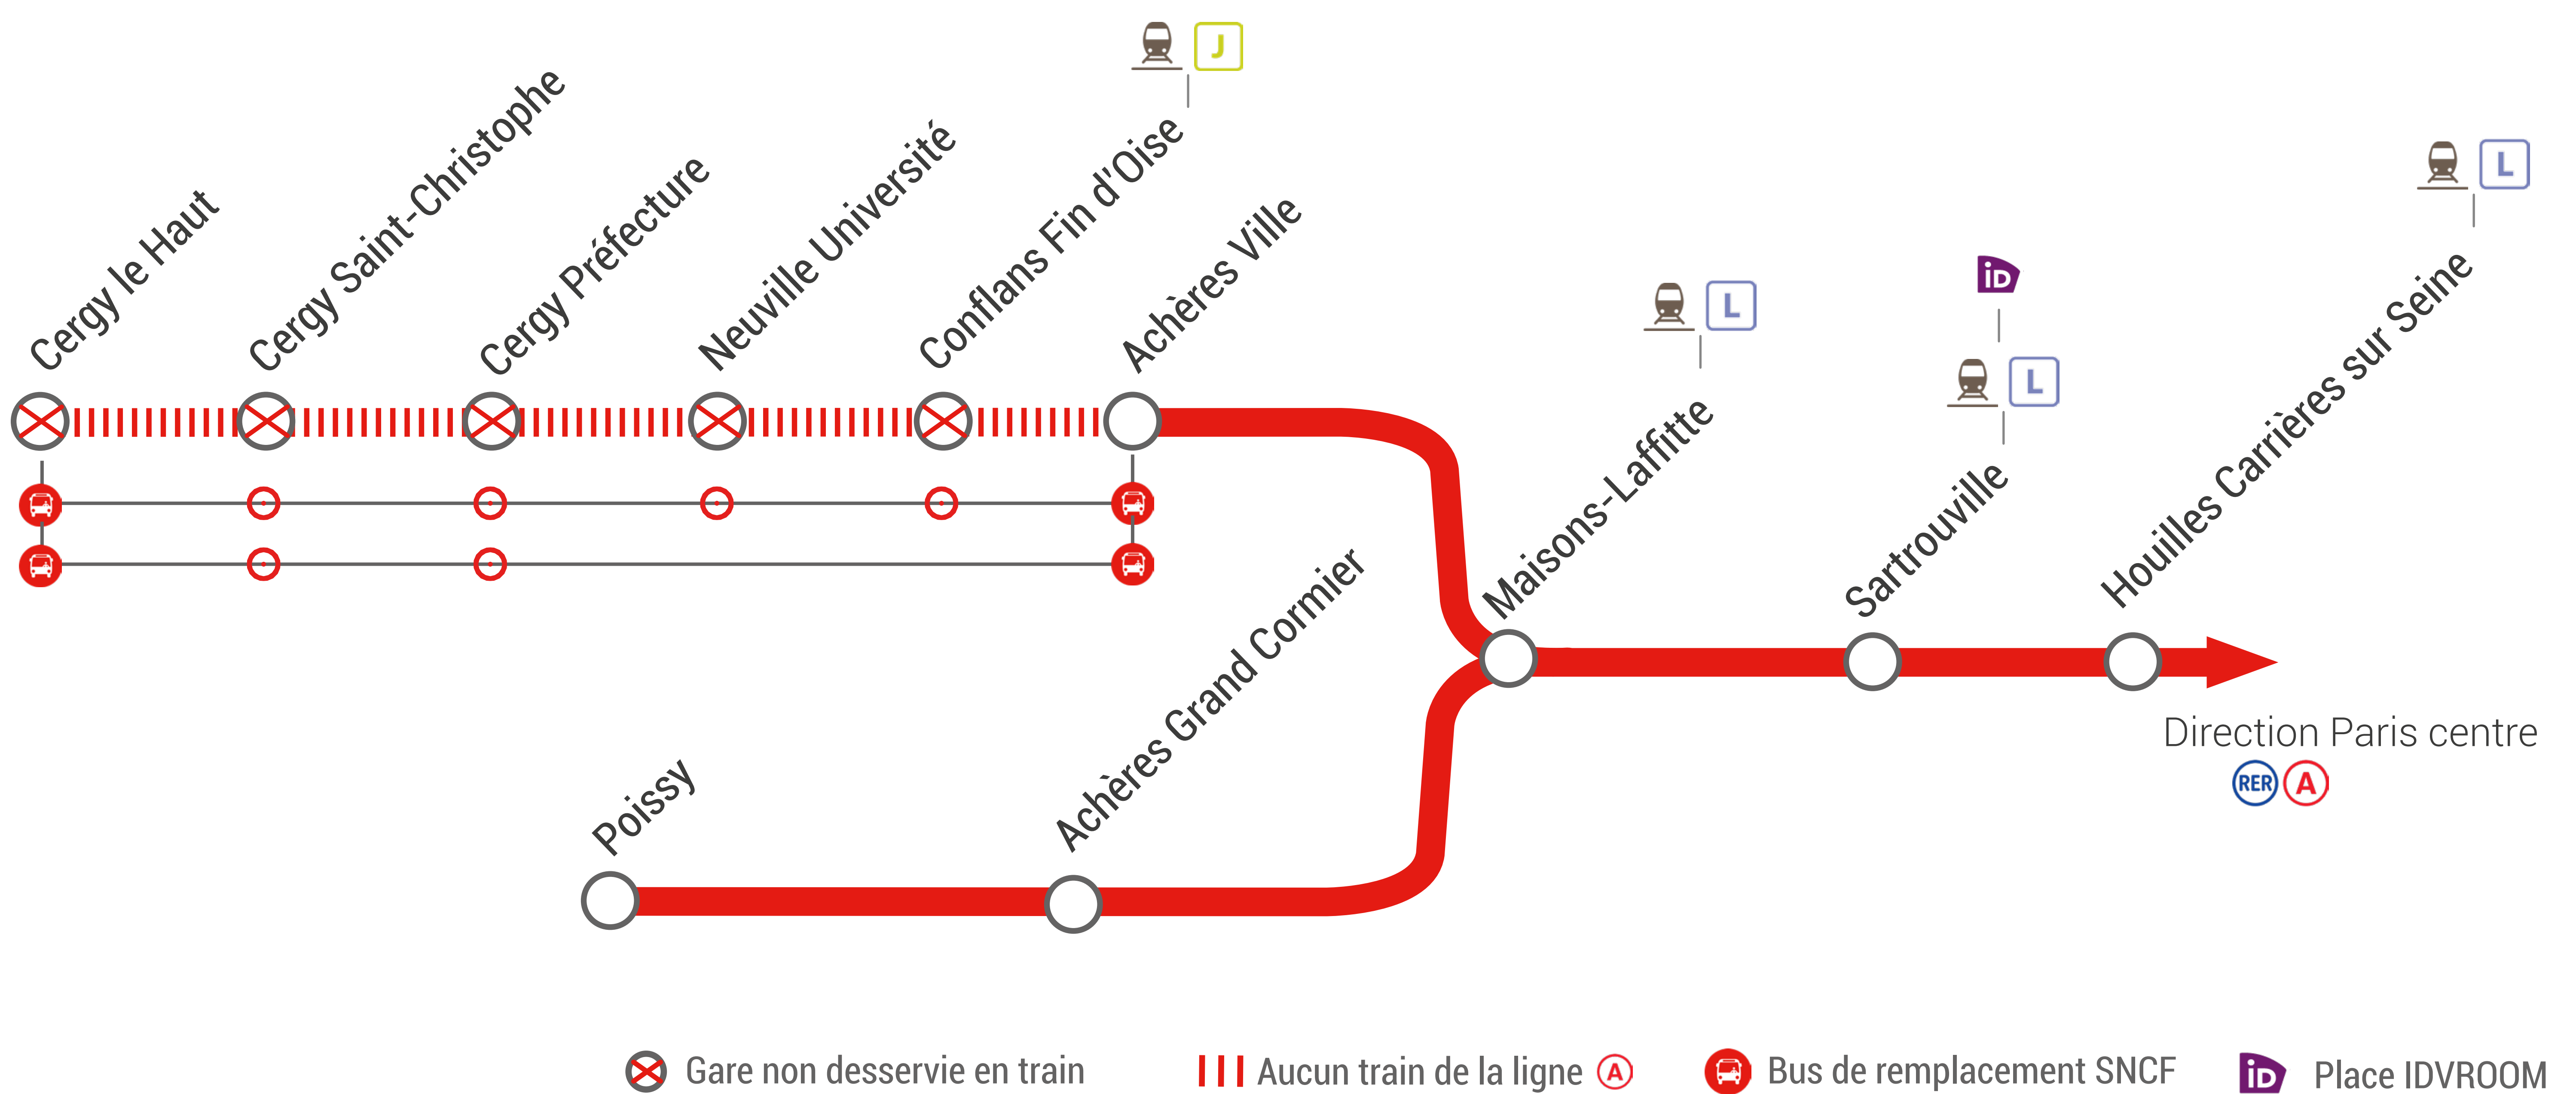 J
Cergy le Haut
Cergy Saint-Christophe
Cergy Préfecture
Neuville Université
Conflans Fin d'Oise
Achères Ville
L
Maisons-Laffitte
iD
L
Sartrouville
L
Houilles Carrières sur Seine
Poissy
Achères Grand Cormier
Direction Paris centre
RER A
Gare non desservie en train
Aucun train de la ligne A
Bus de remplacement SNCF
iD Place IDVROOM